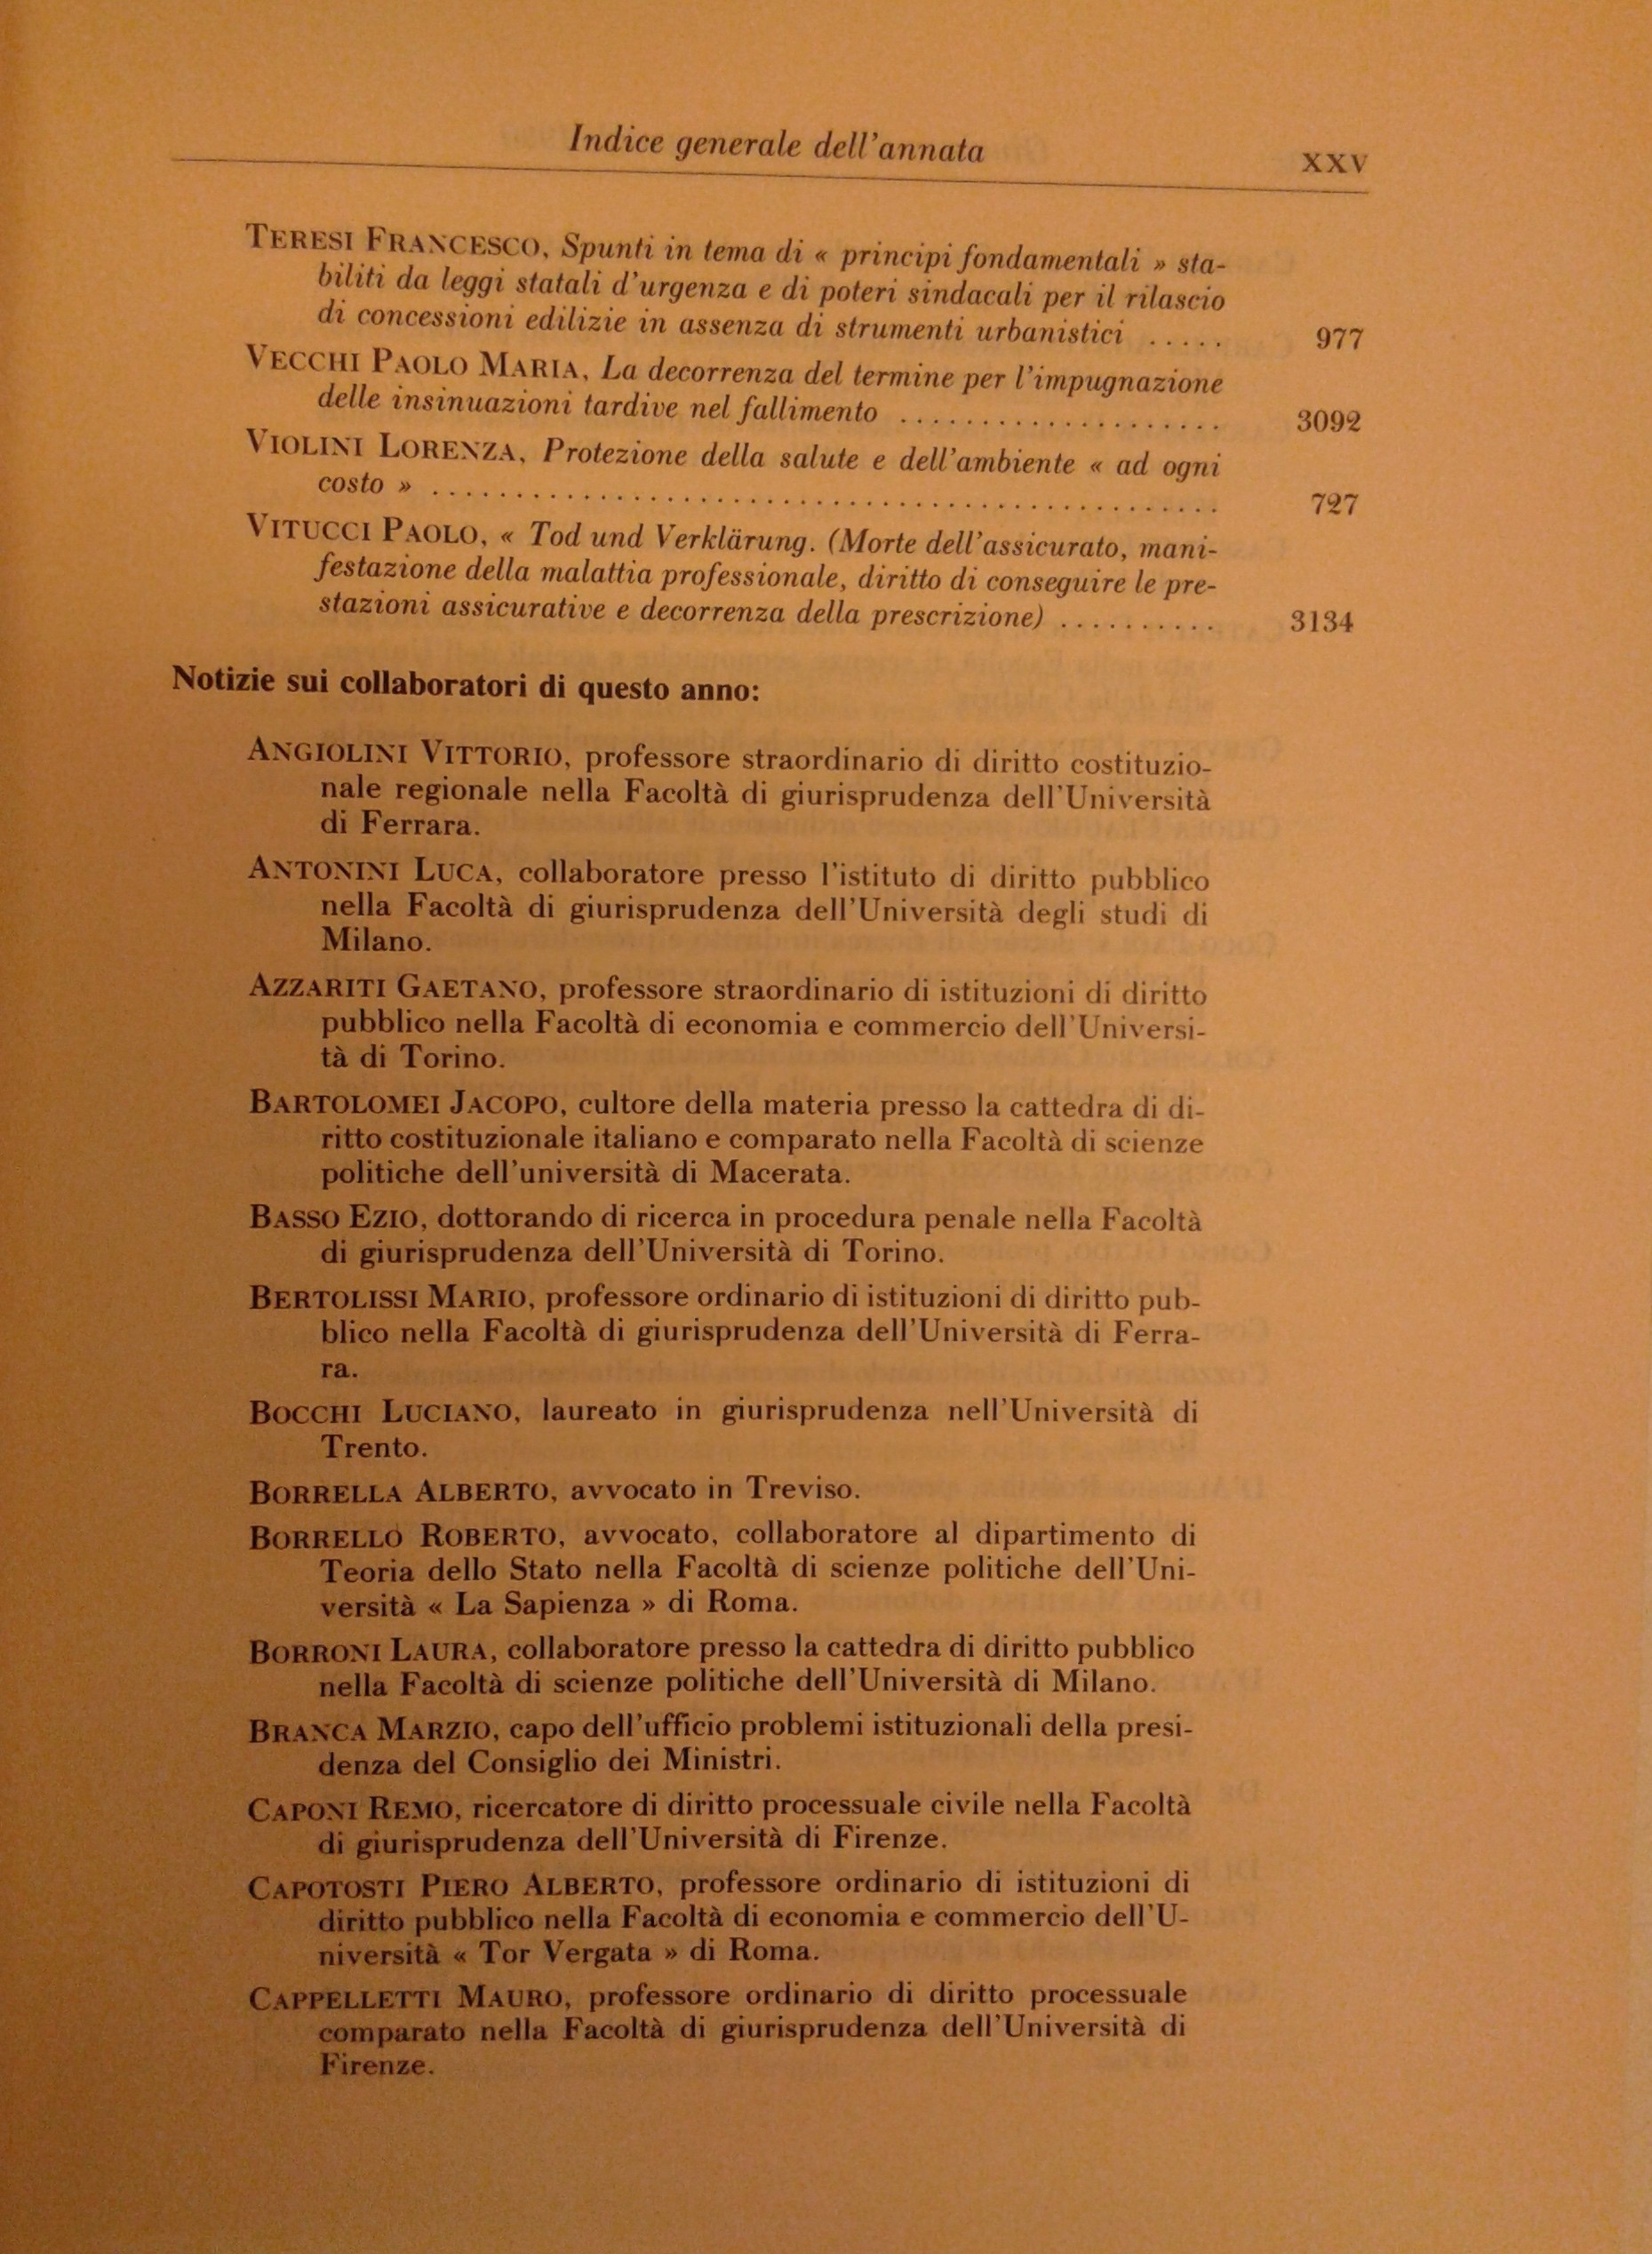 Indice generale dell'annata XXV
TERESI FRANCESCO, Spunti in tema di « principi fondamentali » sta-
biliti da leggi statali d'urgenza e di poteri sindacali per il rilascio
di concessioni edilizie in assenza di strumenti urbanistici ..... 977
VECCHI PAOLO MARIA, La decorrenza del termine per l'impugnazione
delle insinuazioni tardive nel fallimento .................... 3092
VIOLINI LORENZA, Protezione della salute e dell'ambiente « ad ogni
costo » ................................................ 727
VITUCCI PAOLO, « Tod und Verklärung. (Morte dell'assicurato, mani-
festazione della malattia professionale, diritto di conseguire le pre-
stazioni assicurative e decorrenza della prescrizione) .......... 3134
Notizie sui collaboratori di questo anno:
ANGIOLINI VITTORIO, professore straordinario di diritto costituzio-
nale regionale nella Facoltà di giurisprudenza dell'Università
di Ferrara.
ANTONINI LUCA, collaboratore presso l'istituto di diritto pubblico
nella Facoltà di giurisprudenza dell'Università degli studi di
Milano.
AZZARITI GAETANO, professore straordinario di istituzioni di diritto
pubblico nella Facoltà di economia e commercio dell'Universi-
tà di Torino.
BARTOLOMEI JACOPO, cultore della materia presso la cattedra di di-
ritto costituzionale italiano e comparato nella Facoltà di scienze
politiche dell'università di Macerata.
BASSO EZIO, dottorando di ricerca in procedura penale nella Facoltà
di giurisprudenza dell'Università di Torino.
BERTOLISSI MARIO, professore ordinario di istituzioni di diritto pub-
blico nella Facoltà di giurisprudenza dell'Università di Ferra-
ra.
BOCCHI LUCIANO, laureato in giurisprudenza nell'Università di
Trento.
BORRELLA ALBERTO, avvocato in Treviso.
BORRELLO ROBERTO, avvocato, collaboratore al dipartimento di
Teoria dello Stato nella Facoltà di scienze politiche dell'Uni-
versità « La Sapienza » di Roma.
BORRONI LAURA, collaboratore presso la cattedra di diritto pubblico
nella Facoltà di scienze politiche dell'Università di Milano.
BRANCA MARZIO, capo dell'ufficio problemi istituzionali della presi-
denza del Consiglio dei Ministri.
CAPONI REMO, ricercatore di diritto processuale civile nella Facoltà
di giurisprudenza dell'Università di Firenze.
CAPOTOSTI PIERO ALBERTO, professore ordinario di istituzioni di
diritto pubblico nella Facoltà di economia e commercio dell'U-
niversità « Tor Vergata » di Roma.
CAPPELLETTI MAURO, professore ordinario di diritto processuale
comparato nella Facoltà di giurisprudenza dell'Università di
Firenze.